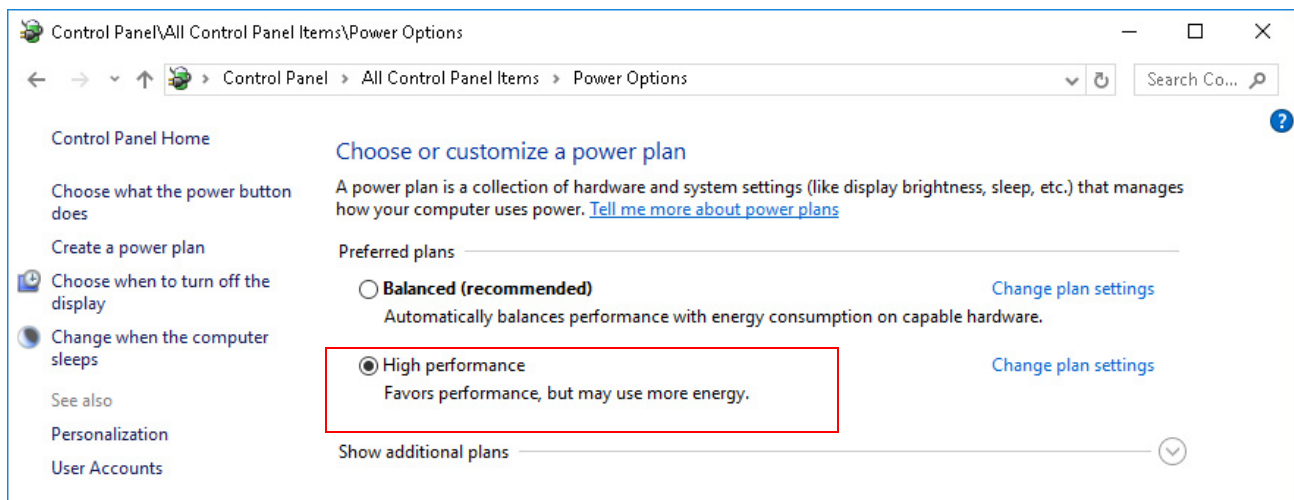 Control Panel\All Control Panel Items\Power Options
Control Panel > All Control Panel Items > Power Options
Search Co...
Control Panel Home
Choose what the power button
does
Create a power plan
Choose when to turn off the
display
Change when the computer
sleeps
See also
Personalization
User Accounts
Choose or customize a power plan
A power plan is a collection of hardware and system settings (like display brightness, sleep, etc.) that manages
how your computer uses power. Tell me more about power plans
Preferred plans
Balanced (recommended)
Change plan settings
Automatically balances performance with energy consumption on capable hardware.
High performance
Change plan settings
Favors performance, but may use more energy.
Show additional plans
?